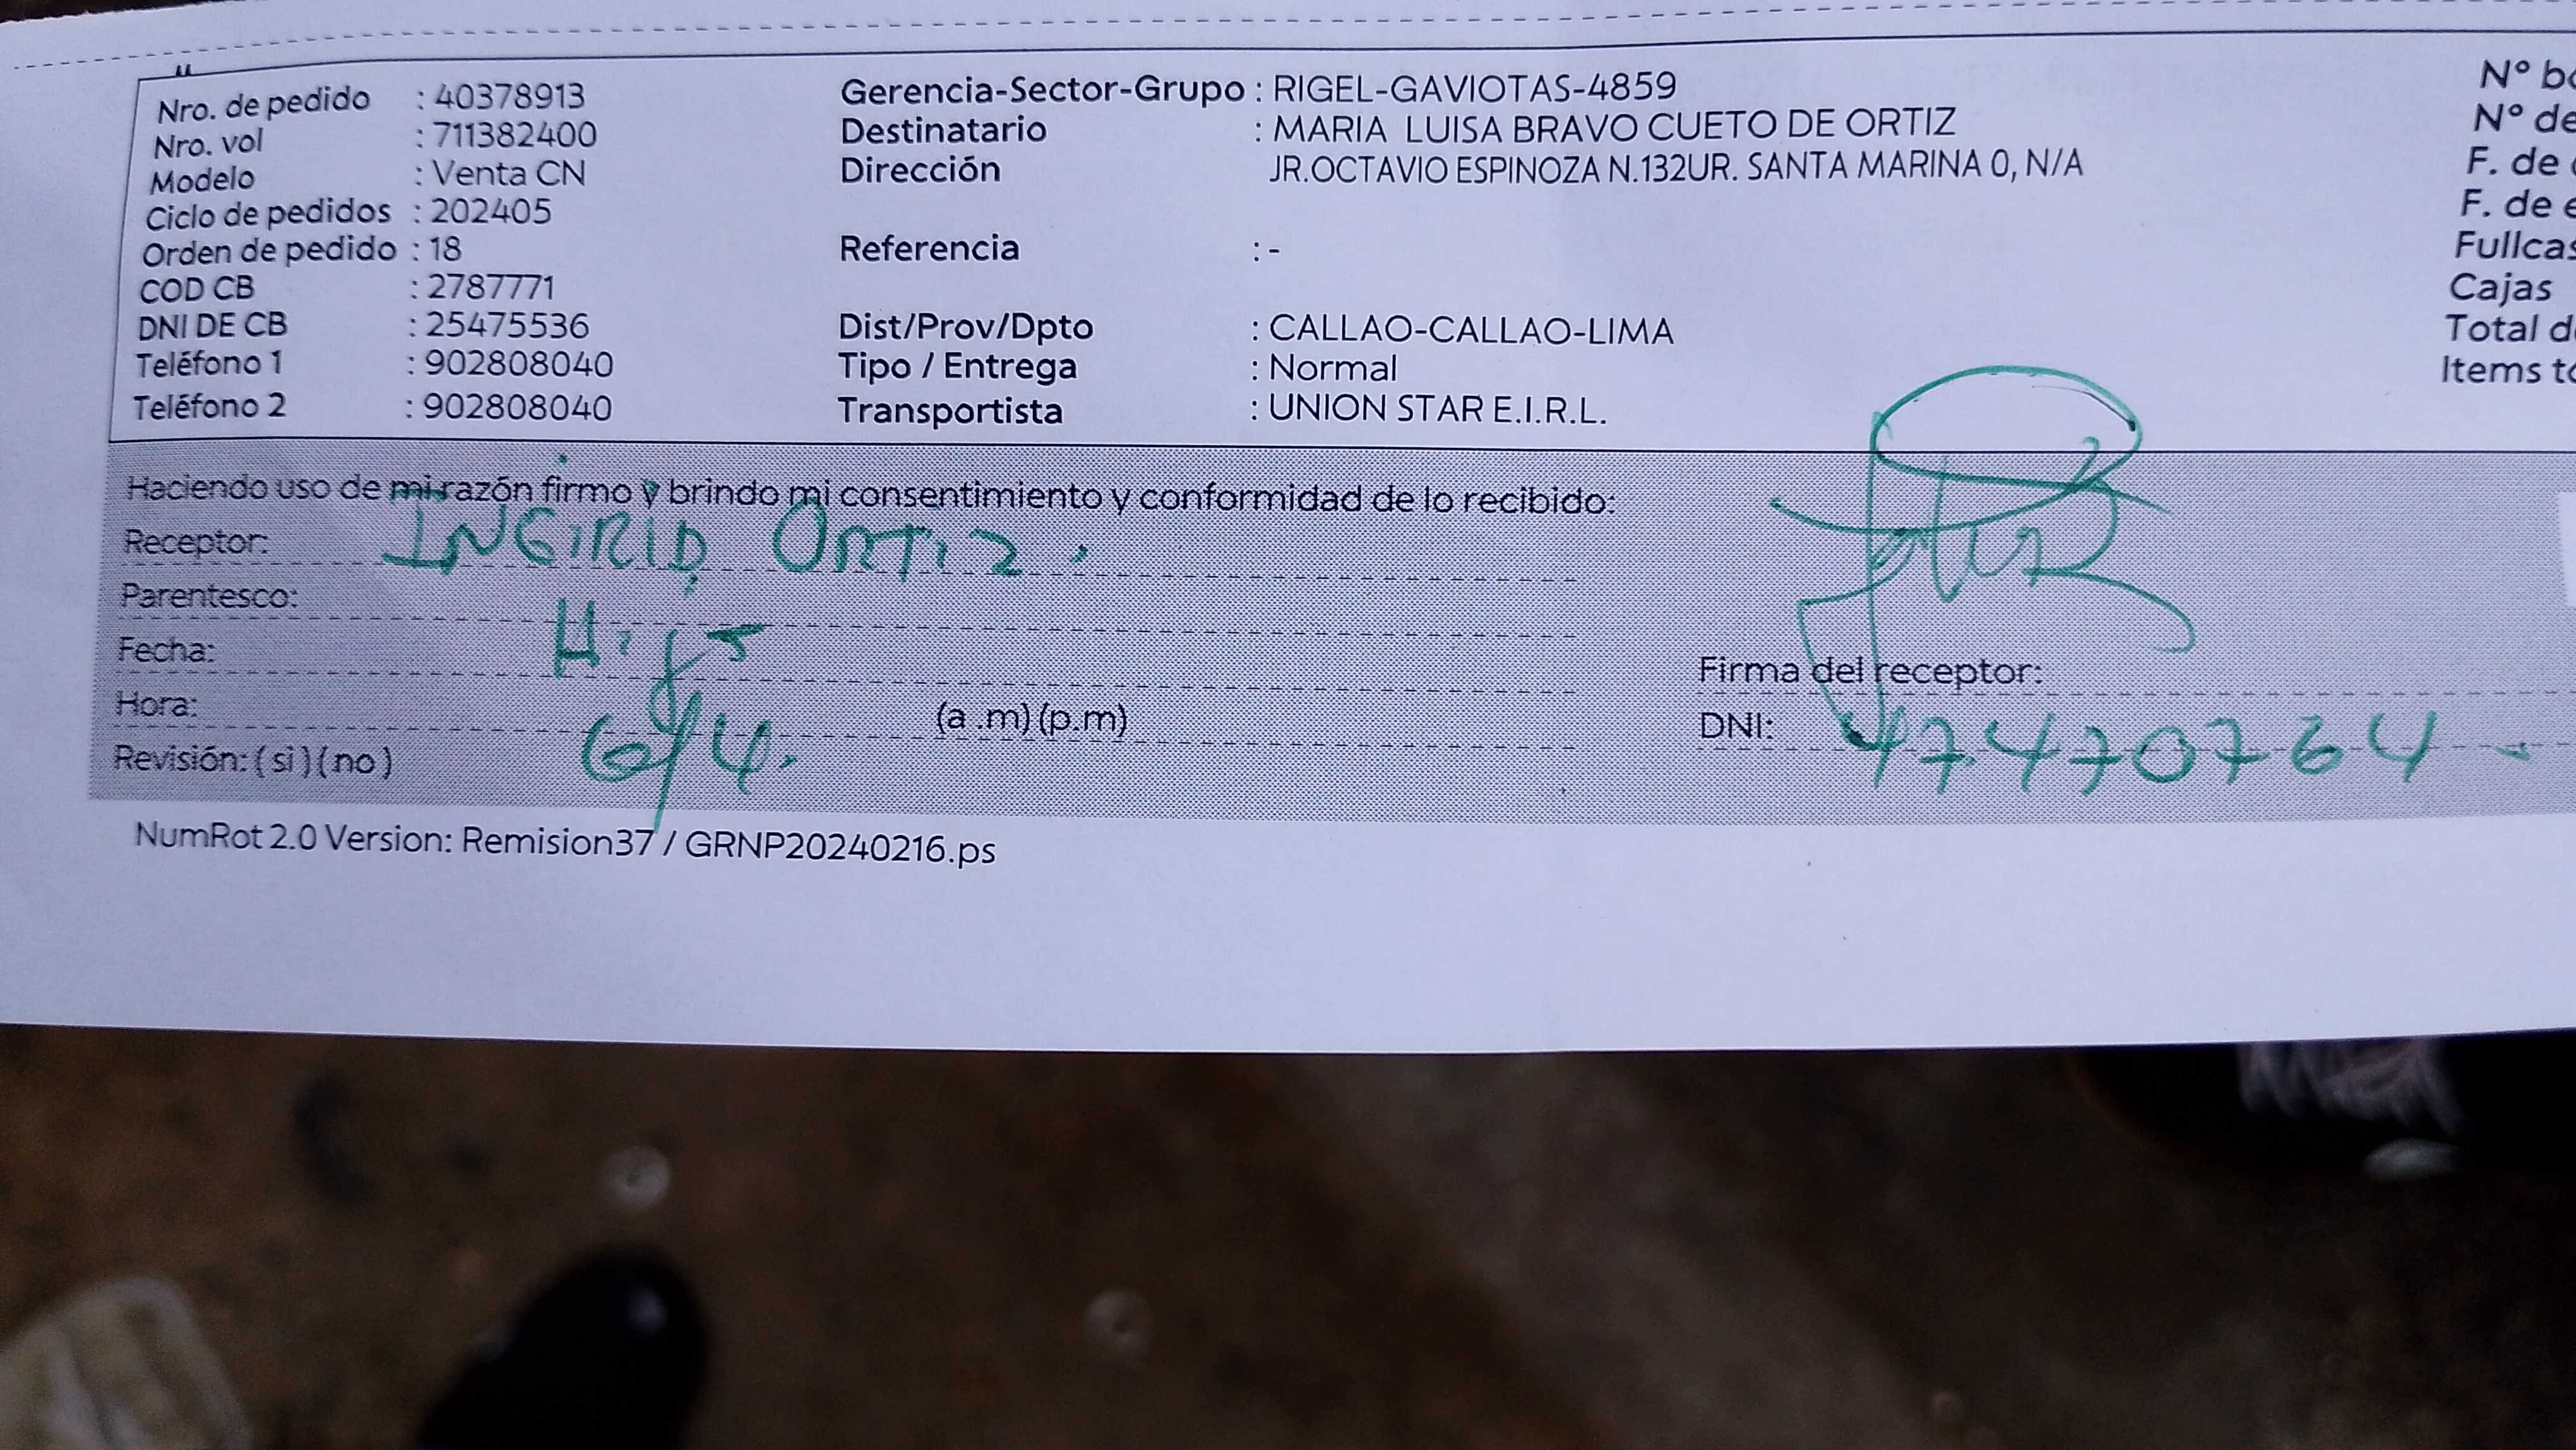 Nro. de pedido : 40378913
Nro. vol : 711382400
Modelo : Venta CN
Ciclo de pedidos : 202405
Orden de pedido : 18
COD CB : 2787771
DNI DE CB : 25475536
Teléfono 1 : 902808040
Teléfono 2 : 902808040
Gerencia-Sector-Grupo : RIGEL-GAVIOTAS-4859
Destinatario : MARIA LUISA BRAVO CUETO DE ORTIZ
Dirección JR.OCTAVIO ESPINOZA N.132UR. SANTA MARINA 0, N/A
Referencia : -
Dist/Prov/Dpto : CALLAO-CALLAO-LIMA
Tipo / Entrega : Normal
Transportista : UNION STAR E.I.R.L.
Nº
Nº de
F. de
F. de
Cajas
Total
Items
Haciendo uso de mi razón firmo y brindo mi consentimiento y conformidad de lo recibido:
Receptor: INGIRID ORTIZ.
Parentesco:
Fecha:
Hora: (a .m) (p.m)
Revisión: ( si ) ( no ) 6/4.
Firma del receptor:
DNI: 47470764
NumRot 2.0 Version: Remision37 / GRNP20240216.ps